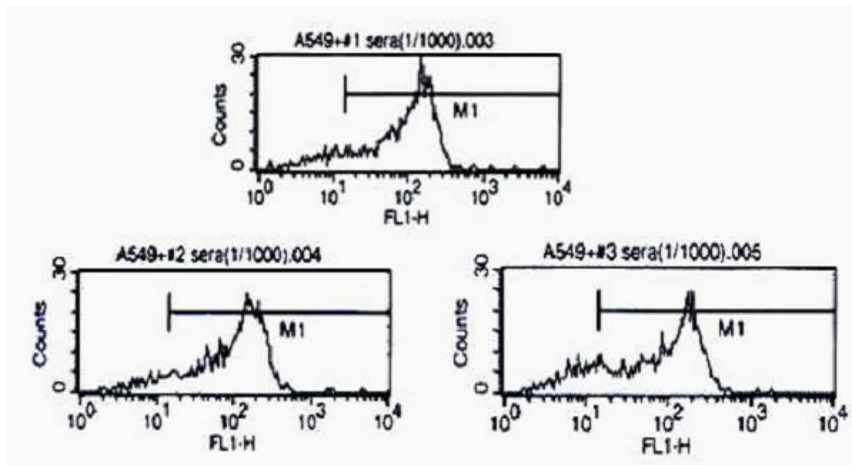 A549+#1 sera(1/1000).003
30
Counts
M1
0
10^0 10^1 10^2 10^3 10^4
FL1-H
A549+#2 sera(1/1000).004
30
Counts
M1
0
10^0 10^1 10^2 10^3 10^4
FL1-H
A549+#3 sera(1/1000).005
30
Counts
M1
0
10^0 10^1 10^2 10^3 10^4
FL1-H